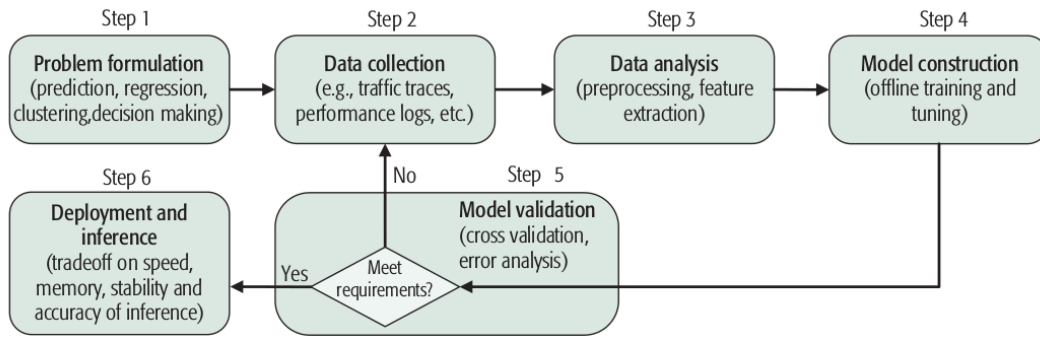 Step 1
Problem formulation
(prediction, regression,
clustering,decision making)
Step 2
Data collection
(e.g., traffic traces,
performance logs, etc.)
Step 3
Data analysis
(preprocessing, feature
extraction)
Step 4
Model construction
(offline training and
tuning)
Step 5
Model validation
(cross validation,
error analysis)
Meet
requirements?
No
Yes
Step 6
Deployment and
inference
(tradeoff on speed,
memory, stability and
accuracy of inference)